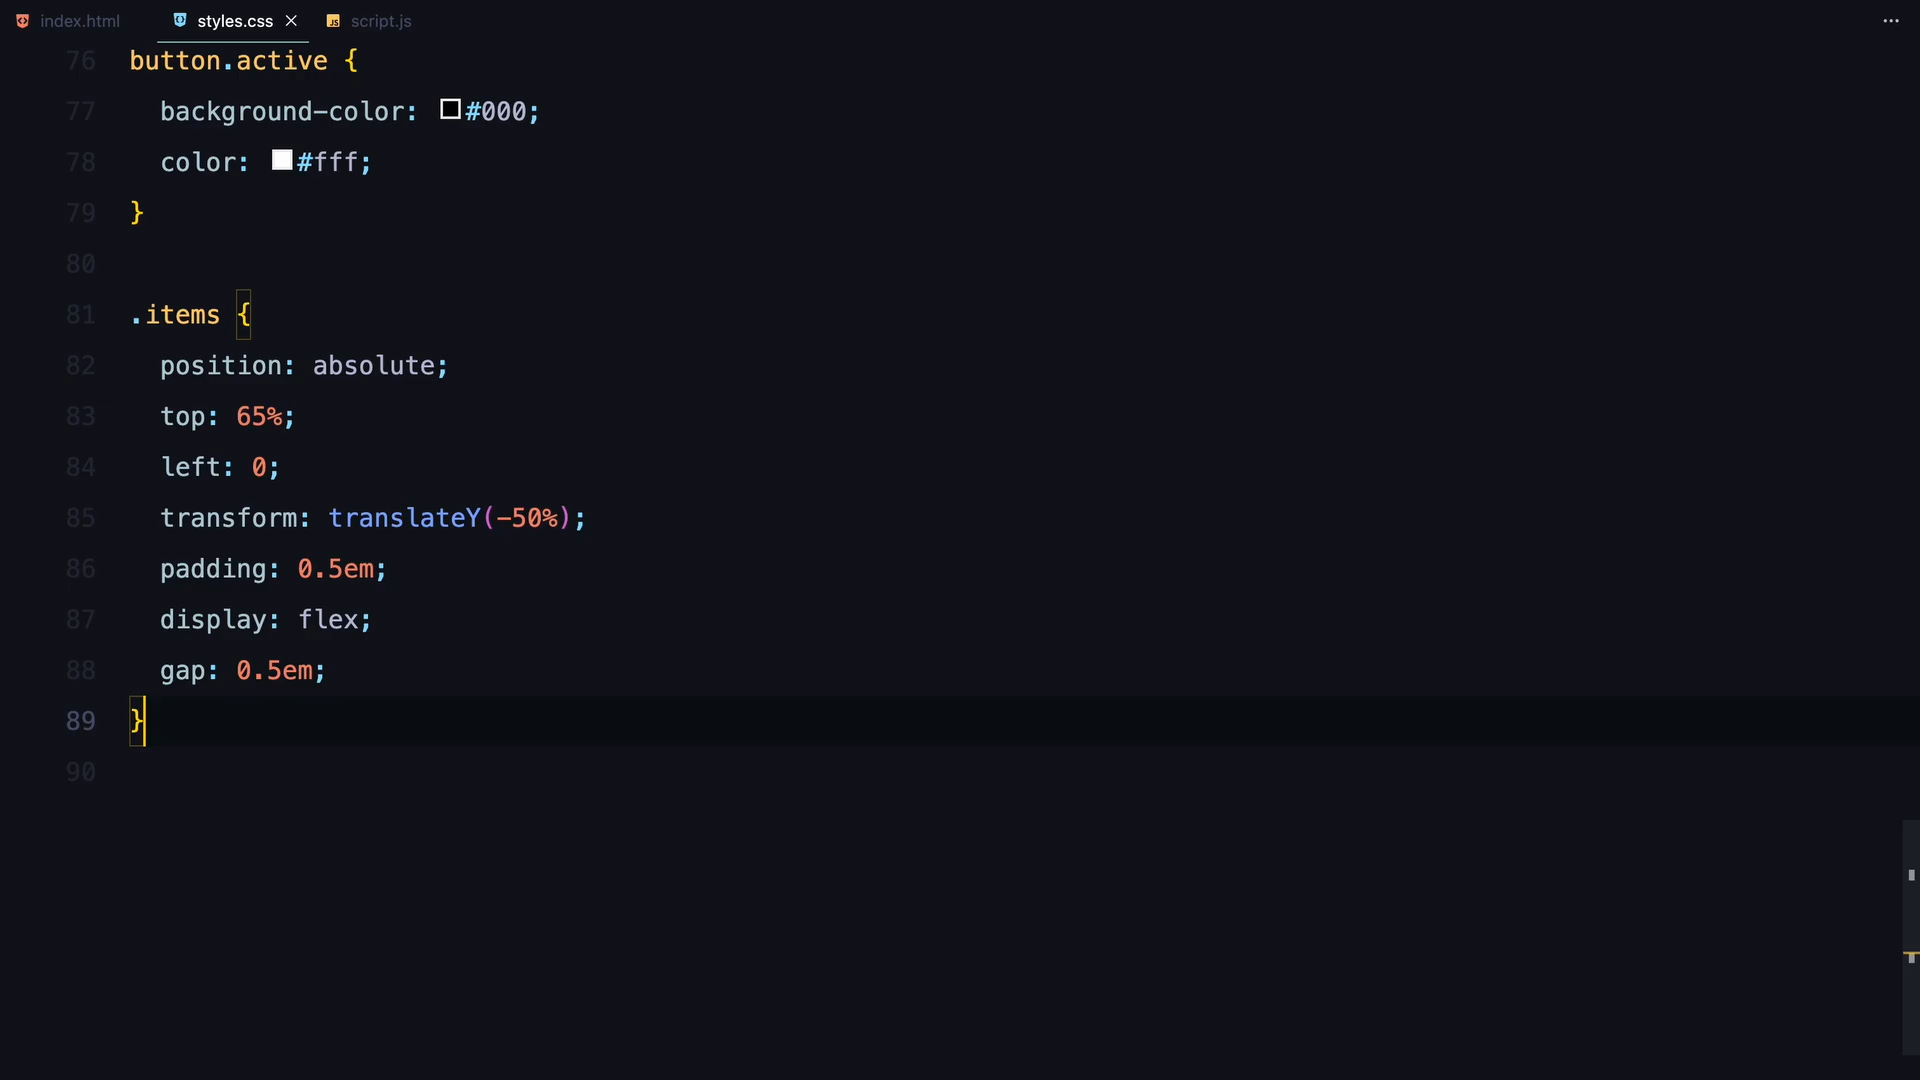 index.html styles.css script.js
76 button.active {
77 background-color: #000;
78 color: #fff;
79 }
80
81 .items {
82 position: absolute;
83 top: 65%;
84 left: 0;
85 transform: translateY(-50%);
86 padding: 0.5em;
87 display: flex;
88 gap: 0.5em;
89 }
90